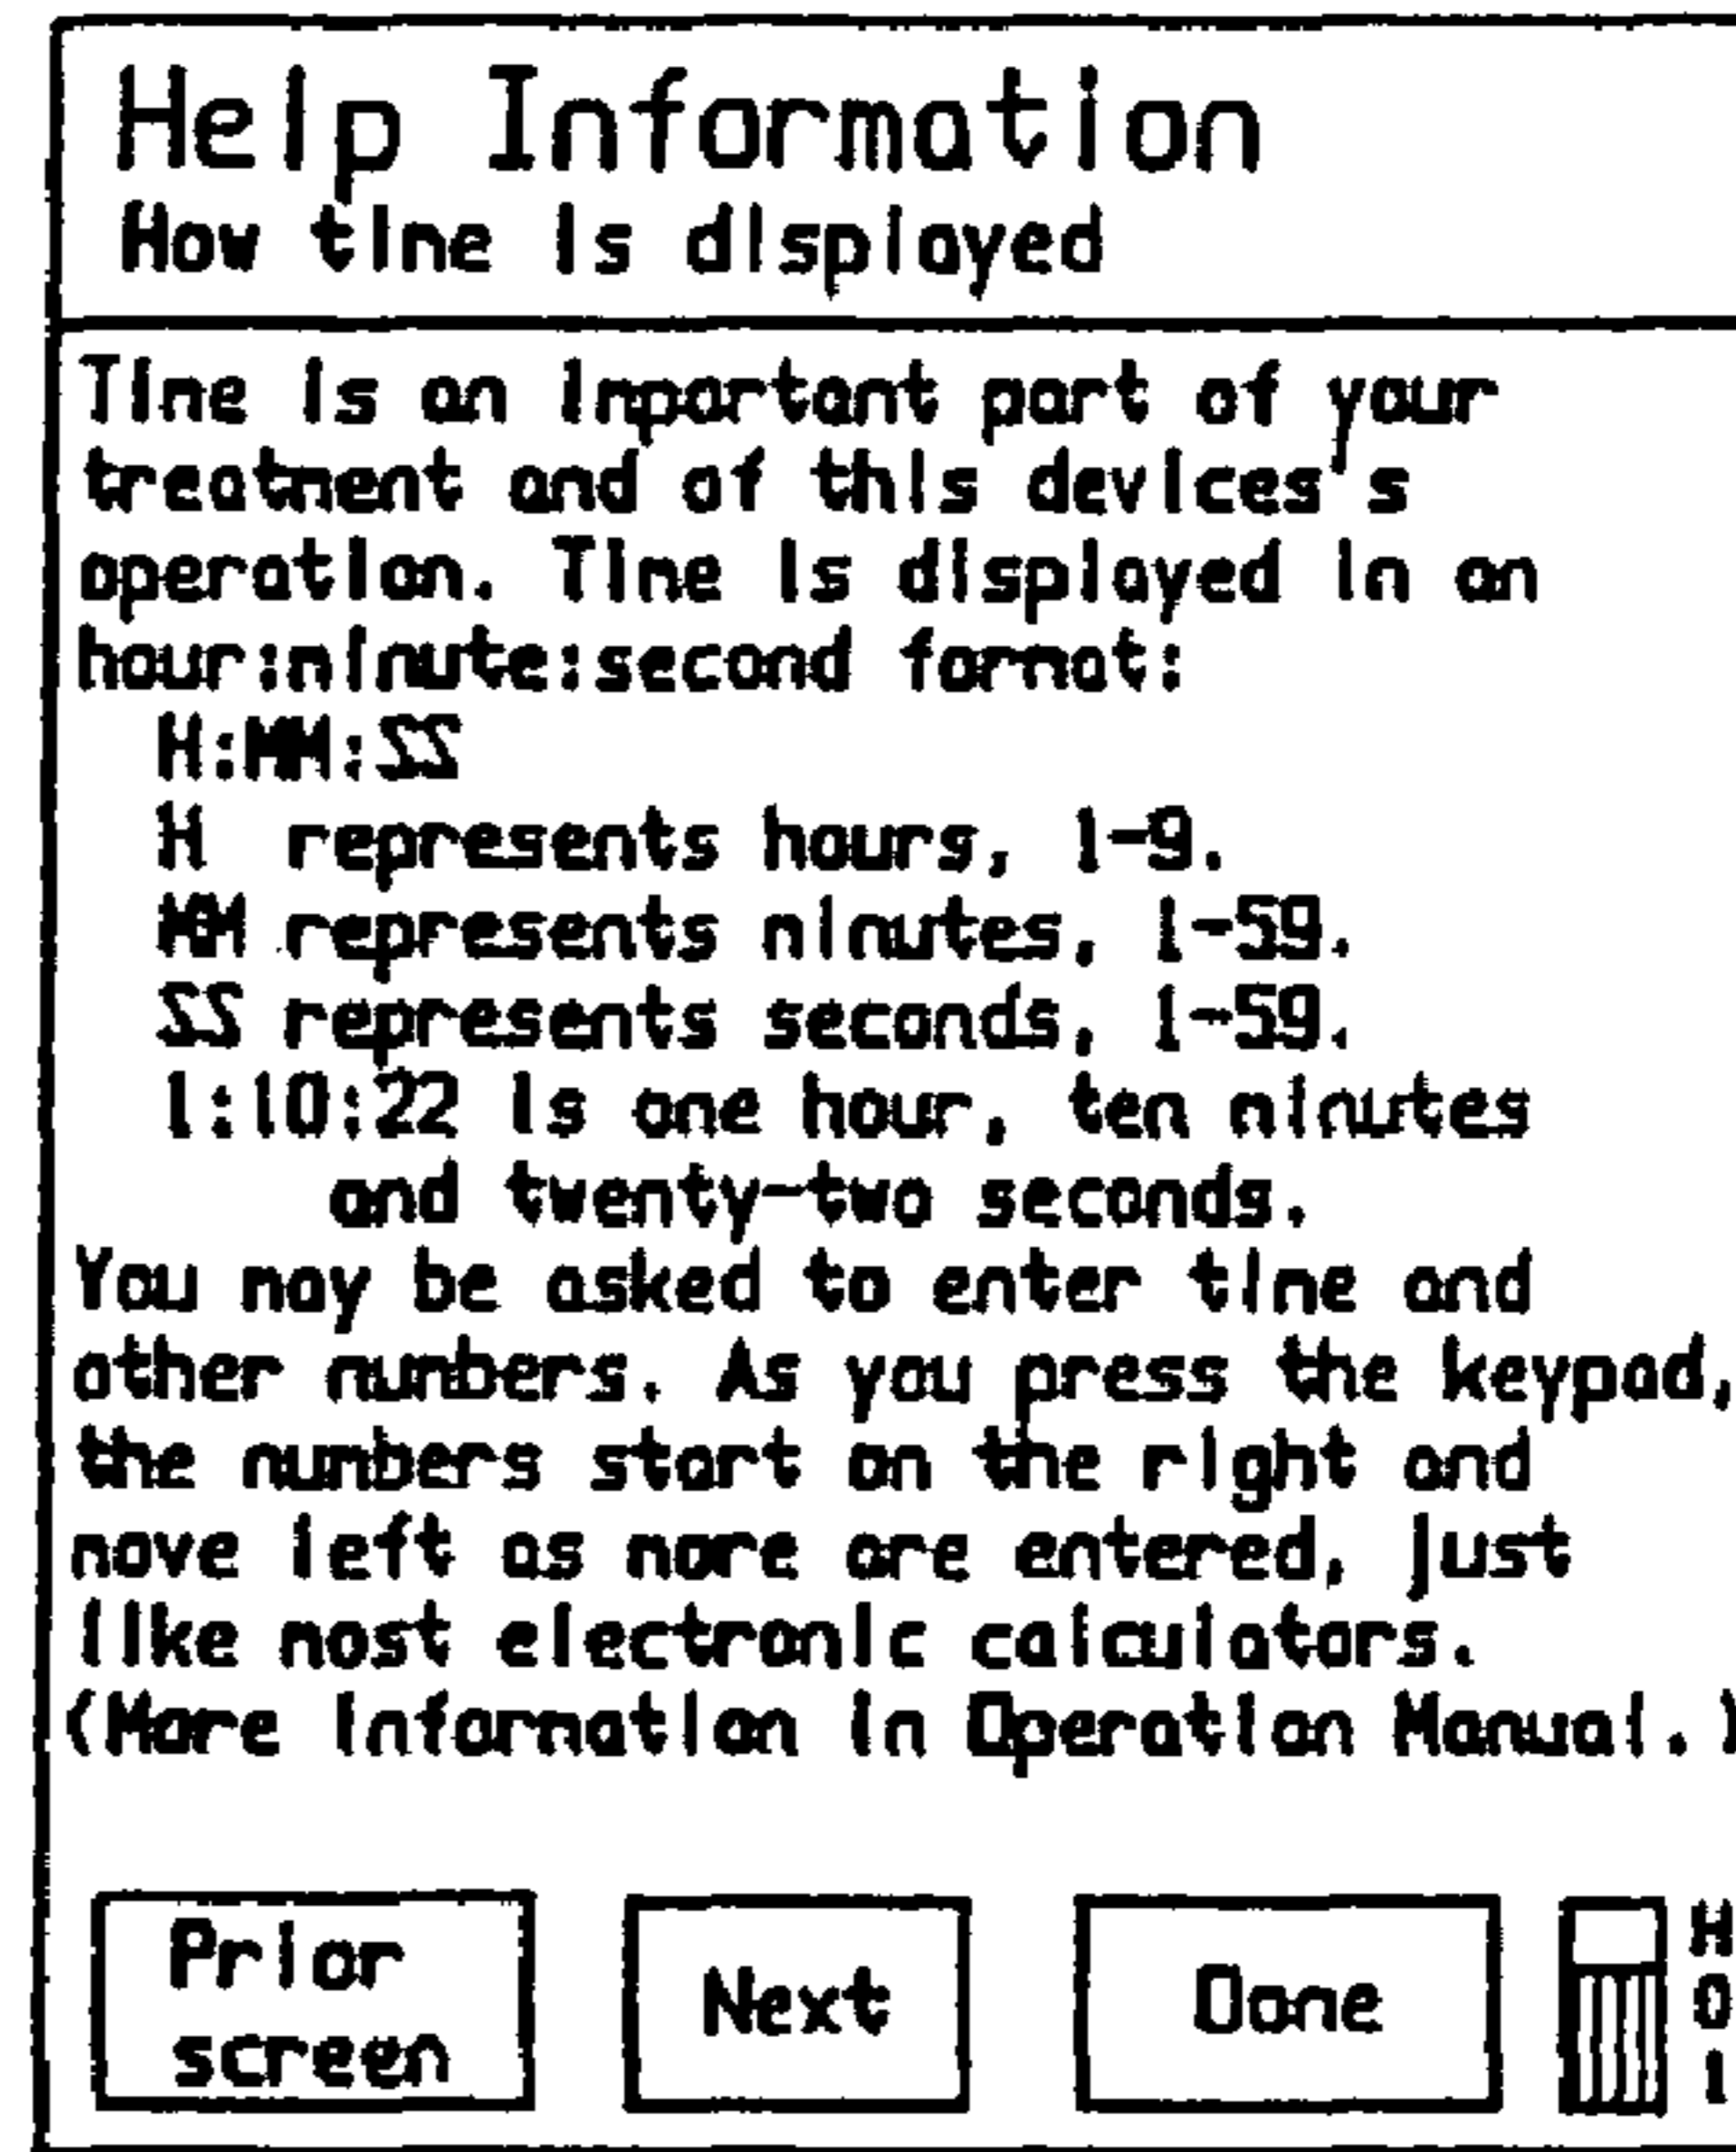 Help Information
How time is displayed
Time is an important part of your
treatment and of this devices's
operation. Time is displayed in an
hour:minute:second format:
H:MM:SS
H represents hours, 1-9.
MM represents minutes, 1-59.
SS represents seconds, 1-59.
1:10:22 is one hour, ten minutes
and twenty-two seconds.
You may be asked to enter time and
other numbers. As you press the keypad,
the numbers start on the right and
move left as more are entered, just
like most electronic calculators.
(More information in Operation Manual.)
Prior
screen
Next
Done